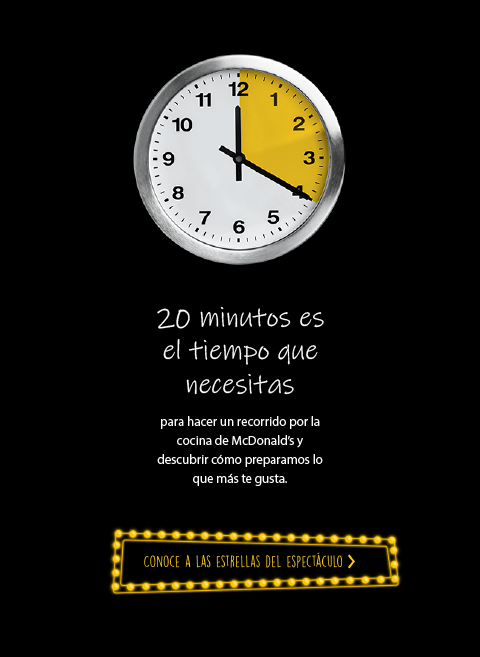 12
11 1
10 2
9 3
8 4
7 5
6
20 minutos es
el tiempo que
necesitas
para hacer un recorrido por la
cocina de McDonald's y
descubrir cómo preparamos lo
que más te gusta.
CONOCE A LAS ESTRELLAS DEL ESPECTÁCULO >